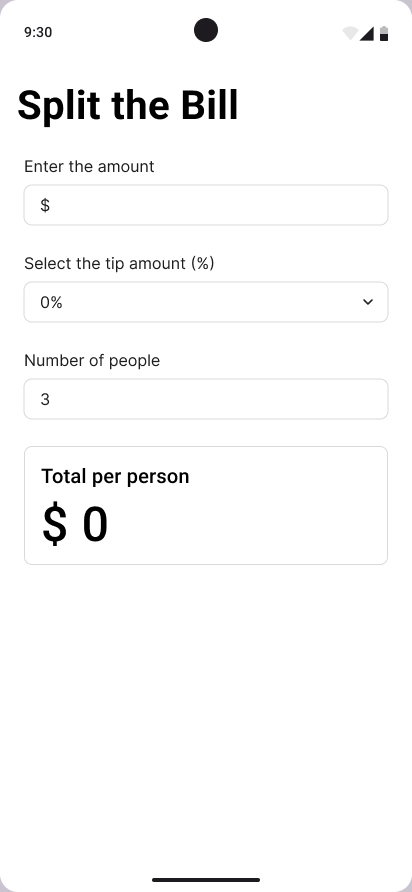 9:30
Split the Bill
Enter the amount
$
Select the tip amount (%)
0%
Number of people
3
Total per person
$ 0